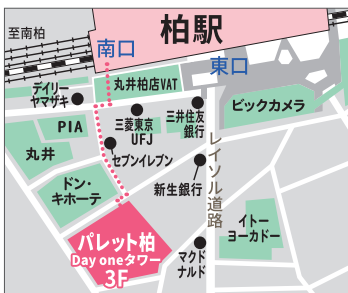 柏駅
至南柏
南口
東口
デイリー
ヤマザキ
丸井柏店VAT
三菱東京
UFJ
三井住友
銀行
ビックカメラ
PIA
丸井
セブンイレブン
レイソル道路
ドン・
キホーテ
新生銀行
パレット柏
Day oneタワー
3F
イトー
ヨーカドー
マクド
ナルド